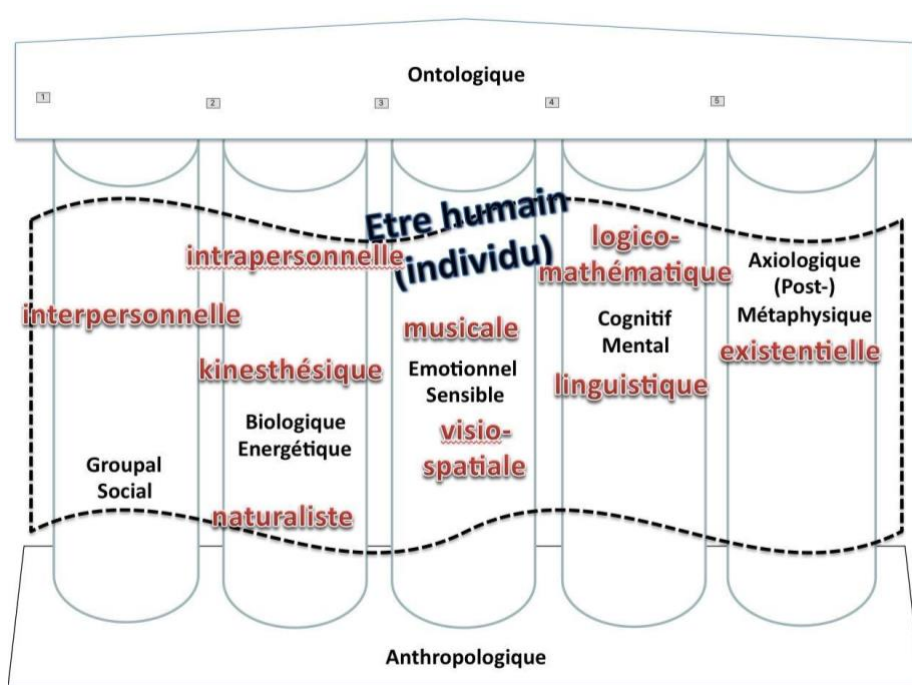 Ontologique
1
2
3
4
5
Etre humain
(individu)
interpersonnelle
Groupal
Social
intrapersonnelle
kinesthésique
Biologique
Energétique
naturaliste
musicale
Emotionnel
Sensible
visio-
spatiale
logico-
mathématique
Cognitif
Mental
linguistique
Axiologique
(Post-)
Métaphysique
existentielle
Anthropologique